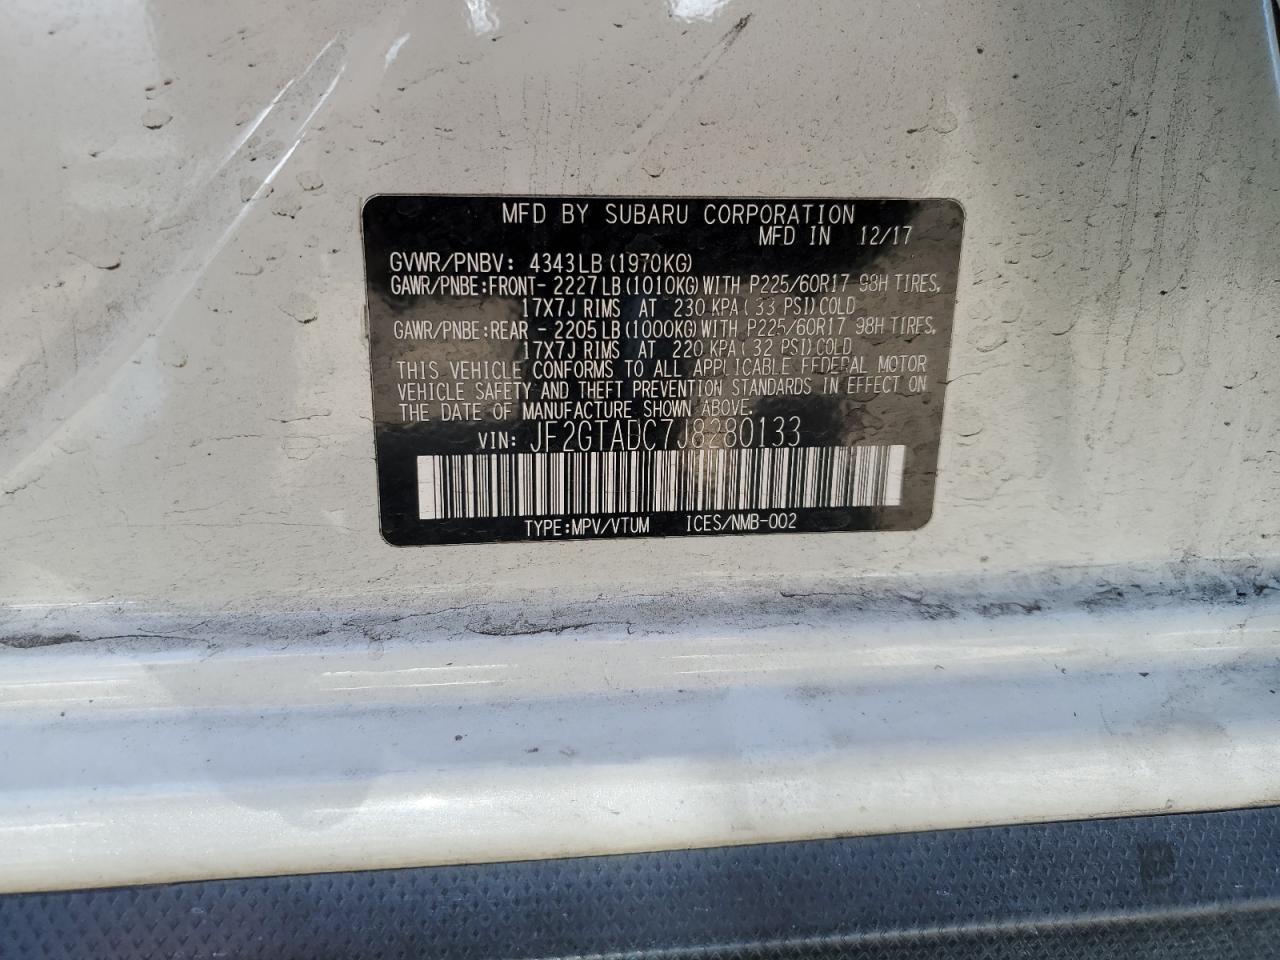 MFD BY SUBARU CORPORATION
MFD IN 12/17
GVWR/PNBV: 4343LB (1970KG)
GAWR/PNBE: FRONT- 2227LB (1010KG) WITH P225/60R17 98H TIRES,
17X7J RIMS AT 230 KPA (33 PSI) COLD
GAWR/PNBE: REAR - 2205LB (1000KG) WITH P225/60R17 98H TIRES,
17X7J RIMS AT 220 KPA (32 PSI) COLD
THIS VEHICLE CONFORMS TO ALL APPLICABLE FEDERAL MOTOR
VEHICLE SAFETY AND THEFT PREVENTION STANDARDS IN EFFECT ON
THE DATE OF MANUFACTURE SHOWN ABOVE.
VIN: JF2GTADC7J8280133
TYPE:MPV/VTUM ICES/NMB-002